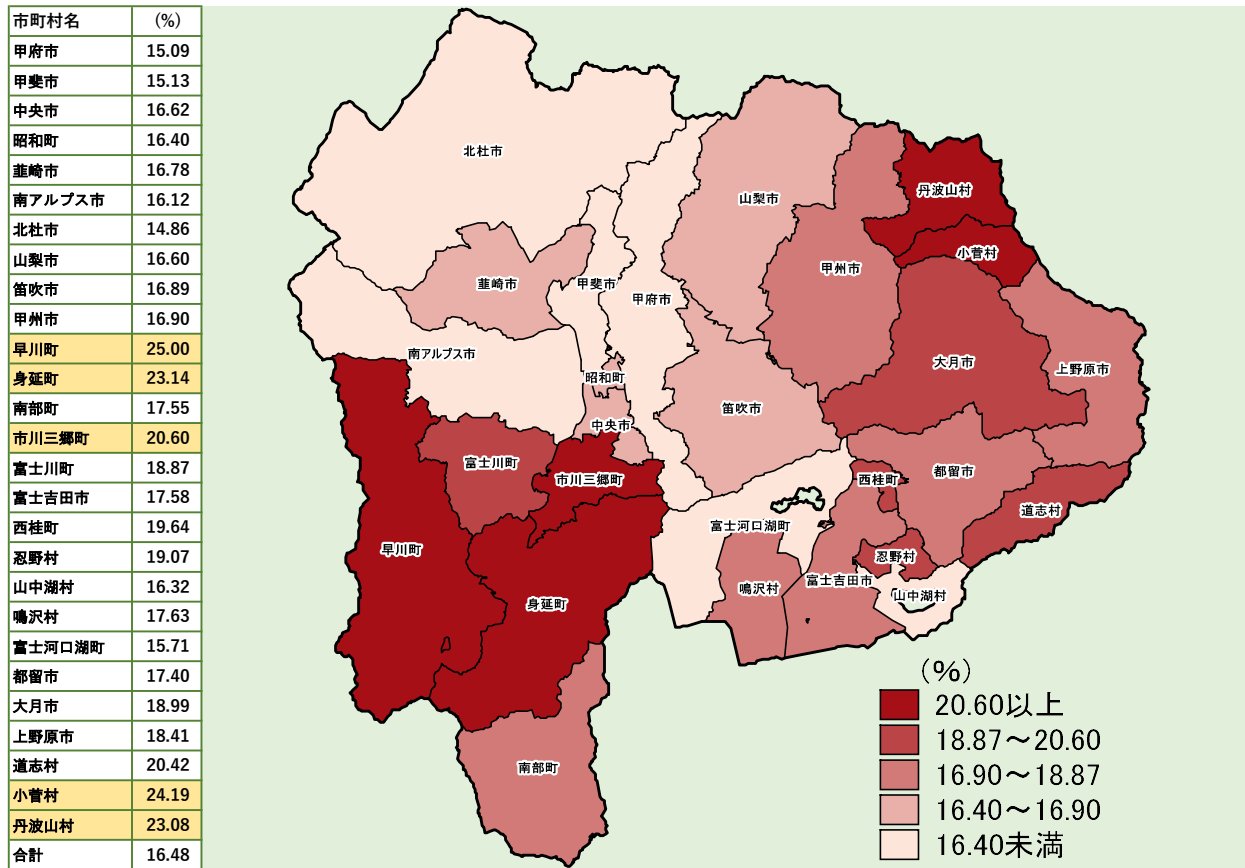 市町村名 (%)
甲府市 15.09
甲斐市 15.13
中央市 16.62
昭和町 16.40
韮崎市 16.78
南アルプス市 16.12
北杜市 14.86
山梨市 16.60
笛吹市 16.89
甲州市 16.90
早川町 25.00
身延町 23.14
南部町 17.55
市川三郷町 20.60
富士川町 18.87
富士吉田市 17.58
西桂町 19.64
忍野村 19.07
山中湖村 16.32
鳴沢村 17.63
富士河口湖町 15.71
都留市 17.40
大月市 18.99
上野原市 18.41
道志村 20.42
小菅村 24.19
丹波山村 23.08
合計 16.48
北杜市
山梨市
丹波山村
小菅村
甲州市
韮崎市
甲斐市
甲府市
南アルプス市
大月市
上野原市
昭和町
笛吹市
中央市
富士川町
市川三郷町
西桂町
都留市
道志村
富士河口湖町
早川町
忍野村
鳴沢村
富士吉田市
山中湖村
身延町
南部町
(%)
20.60以上
18.87～20.60
16.90～18.87
16.40～16.90
16.40未満